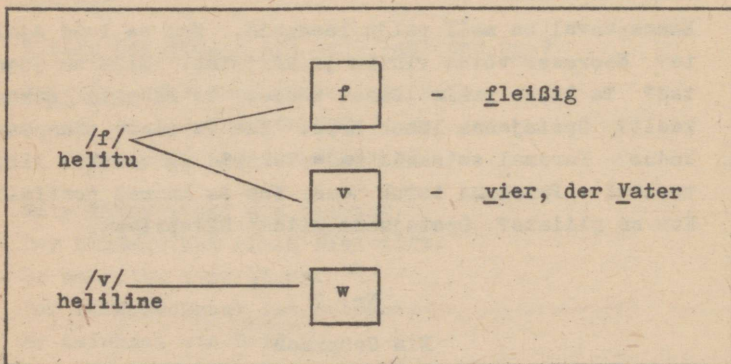 f - fleißig
/f/
helitu
v - vier, der Vater
/v/
heliline
w